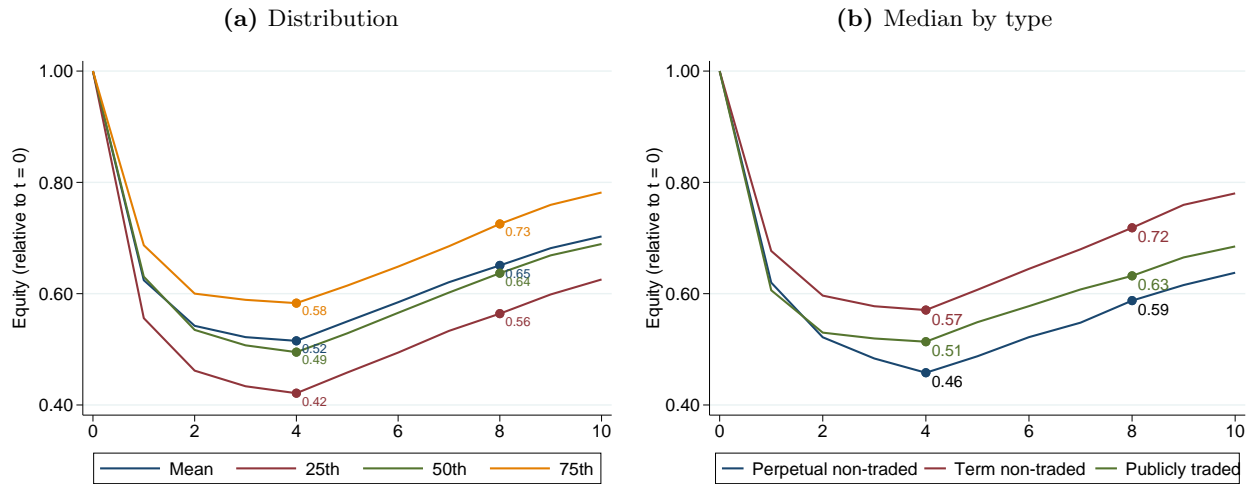 (a) Distribution
Equity (relative to t = 0)
1.00
0.80
0.60
0.40
0.73
0.65
0.64
0.58
0.56
0.52
0.49
0.42
0 2 4 6 8 10
Mean 25th 50th 75th
(b) Median by type
Equity (relative to t = 0)
1.00
0.80
0.60
0.40
0.72
0.63
0.59
0.57
0.51
0.46
0 2 4 6 8 10
Perpetual non-traded Term non-traded Publicly traded